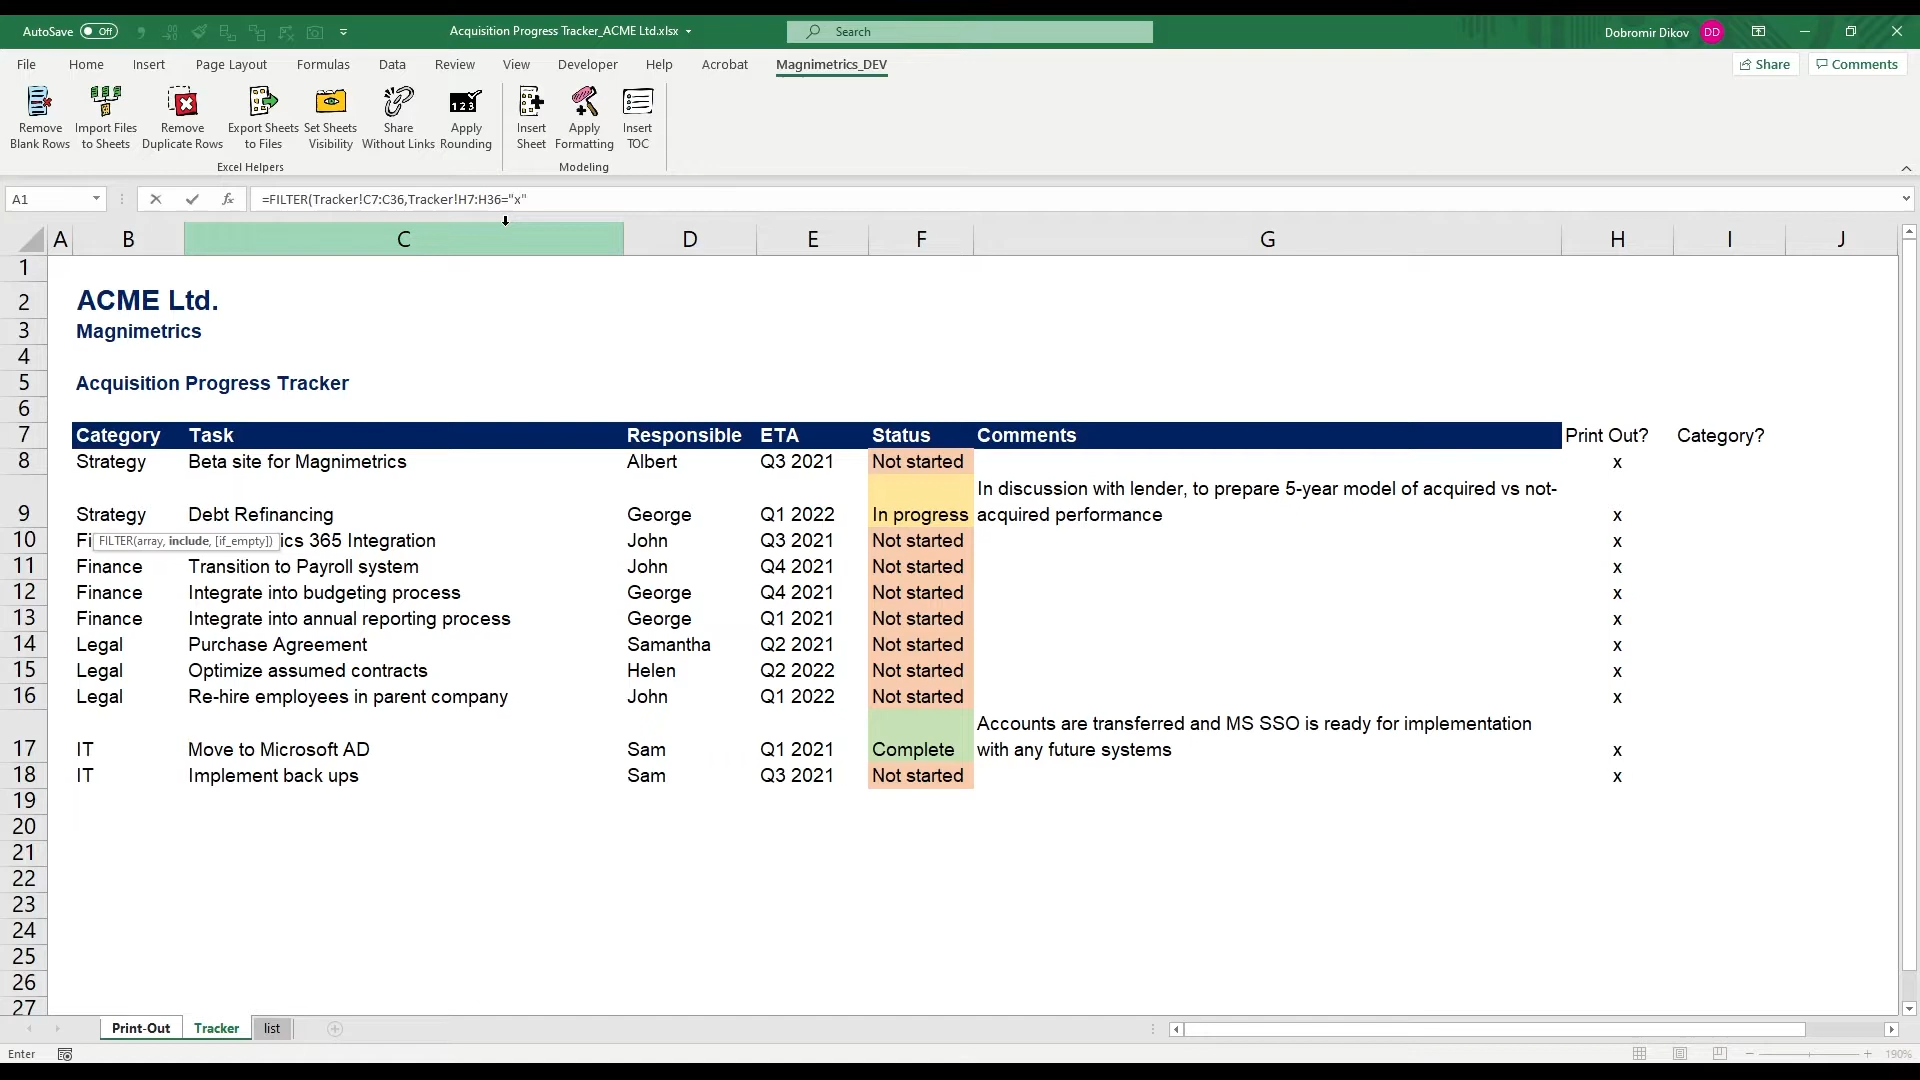 AutoSave Off
Acquisition Progress Tracker_ACME Ltd.xlsx
Search
Dobromir Dikov DD
File Home Insert Page Layout Formulas Data Review View Developer Help Acrobat Magnimetrics_DEV
Share Comments
Remove Blank Rows
Import Files to Sheets
Remove Duplicate Rows
Export Sheets to Files
Set Sheets Visibility
Share Without Links
Apply Rounding
Insert Sheet
Apply Formatting
Insert TOC
Excel Helpers
Modeling
A1 fx =FILTER(Tracker!C7:C36,Tracker!H7:H36="x"
A B C D E F G H I J
1
2 ACME Ltd.
3 Magnimetrics
4
5 Acquisition Progress Tracker
6
7 Category Task Responsible ETA Status Comments Print Out? Category?
8 Strategy Beta site for Magnimetrics Albert Q3 2021 Not started x
In discussion with lender, to prepare 5-year model of acquired vs not-
9 Strategy Debt Refinancing George Q1 2022 In progress acquired performance x
10 Fi FILTER(array, include, [if_empty]) ics 365 Integration John Q3 2021 Not started x
11 Finance Transition to Payroll system John Q4 2021 Not started x
12 Finance Integrate into budgeting process George Q4 2021 Not started x
13 Finance Integrate into annual reporting process George Q1 2021 Not started x
14 Legal Purchase Agreement Samantha Q2 2021 Not started x
15 Legal Optimize assumed contracts Helen Q2 2022 Not started x
16 Legal Re-hire employees in parent company John Q1 2022 Not started x
Accounts are transferred and MS SSO is ready for implementation
17 IT Move to Microsoft AD Sam Q1 2021 Complete with any future systems x
18 IT Implement back ups Sam Q3 2021 Not started x
19
20
21
22
23
24
25
26
27
Print-Out Tracker list
Enter 190%